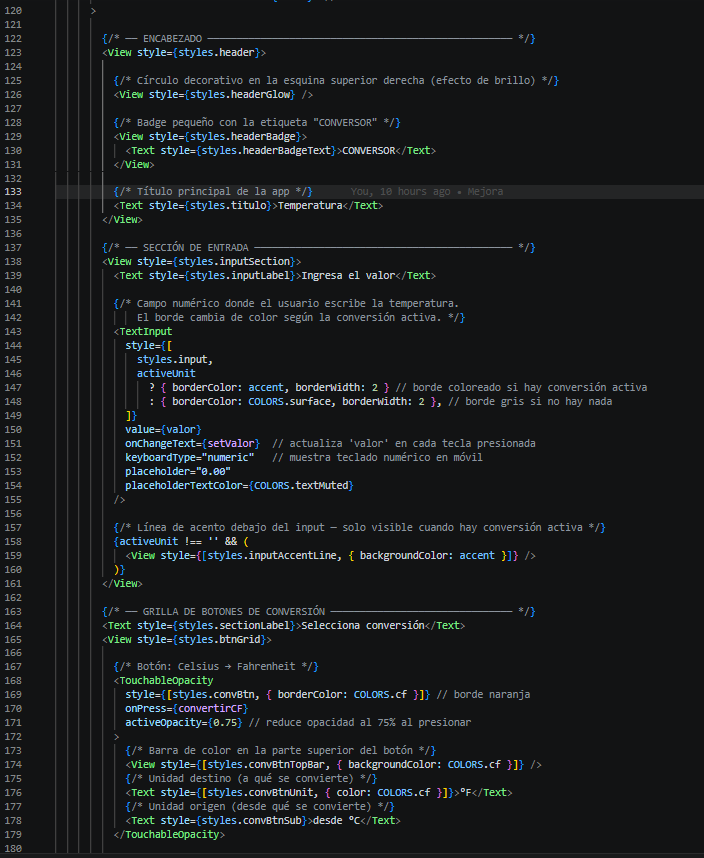 120 >
121
122 {/* —— ENCABEZADO ——————————————————————————— */}
123 <View style={styles.header}>
124
125 {/* Círculo decorativo en la esquina superior derecha (efecto de brillo) */}
126 <View style={styles.headerGlow} />
127
128 {/* Badge pequeño con la etiqueta "CONVERSOR" */}
129 <View style={styles.headerBadge}>
130 <Text style={styles.headerBadgeText}>CONVERSOR</Text>
131 </View>
132
133 {/* Título principal de la app */} You, 10 hours ago • Mejora
134 <Text style={styles.titulo}>Temperatura</Text>
135 </View>
136
137 {/* —— SECCIÓN DE ENTRADA ——————————————————————— */}
138 <View style={styles.inputSection}>
139 <Text style={styles.inputLabel}>Ingresa el valor</Text>
140
141 {/* Campo numérico donde el usuario escribe la temperatura.
142 El borde cambia de color según la conversión activa. */}
143 <TextInput
144 style={[
145 styles.input,
146 activeUnit
147 ? { borderColor: accent, borderWidth: 2 } // borde coloreado si hay conversión activa
148 : { borderColor: COLORS.surface, borderWidth: 2 }, // borde gris si no hay nada
149 ]}
150 value={valor}
151 onChangeText={setValor} // actualiza 'valor' en cada tecla presionada
152 keyboardType="numeric" // muestra teclado numérico en móvil
153 placeholder="0.00"
154 placeholderTextColor={COLORS.textMuted}
155 />
156
157 {/* Línea de acento debajo del input — solo visible cuando hay conversión activa */}
158 {activeUnit !== '' && (
159 <View style={[styles.inputAccentLine, { backgroundColor: accent }]} />
160 )}
161 </View>
162
163 {/* —— GRILLA DE BOTONES DE CONVERSIÓN ———————————————— */}
164 <Text style={styles.sectionLabel}>Selecciona conversión</Text>
165 <View style={styles.btnGrid}>
166
167 {/* Botón: Celsius → Fahrenheit */}
168 <TouchableOpacity
169 style={[styles.convBtn, { borderColor: COLORS.cf }]} // borde naranja
170 onPress={convertirCF}
171 activeOpacity={0.75} // reduce opacidad al 75% al presionar
172 >
173 {/* Barra de color en la parte superior del botón */}
174 <View style={[styles.convBtnTopBar, { backgroundColor: COLORS.cf }]} />
175 {/* Unidad destino (a qué se convierte) */}
176 <Text style={[styles.convBtnUnit, { color: COLORS.cf }]}>°F</Text>
177 {/* Unidad origen (desde qué se convierte) */}
178 <Text style={styles.convBtnSub}>desde °C</Text>
179 </TouchableOpacity>
180